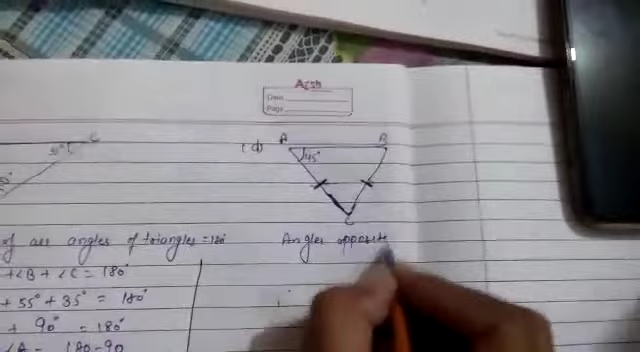 Arsh
Date
Page
C
35°
(d) A B
45°
C
of all angles of triangles = 180°
Angles opposite
+∠B + ∠C = 180°
+ 55° + 35° = 180°
+ 90° = 180°
∠A = 180-90